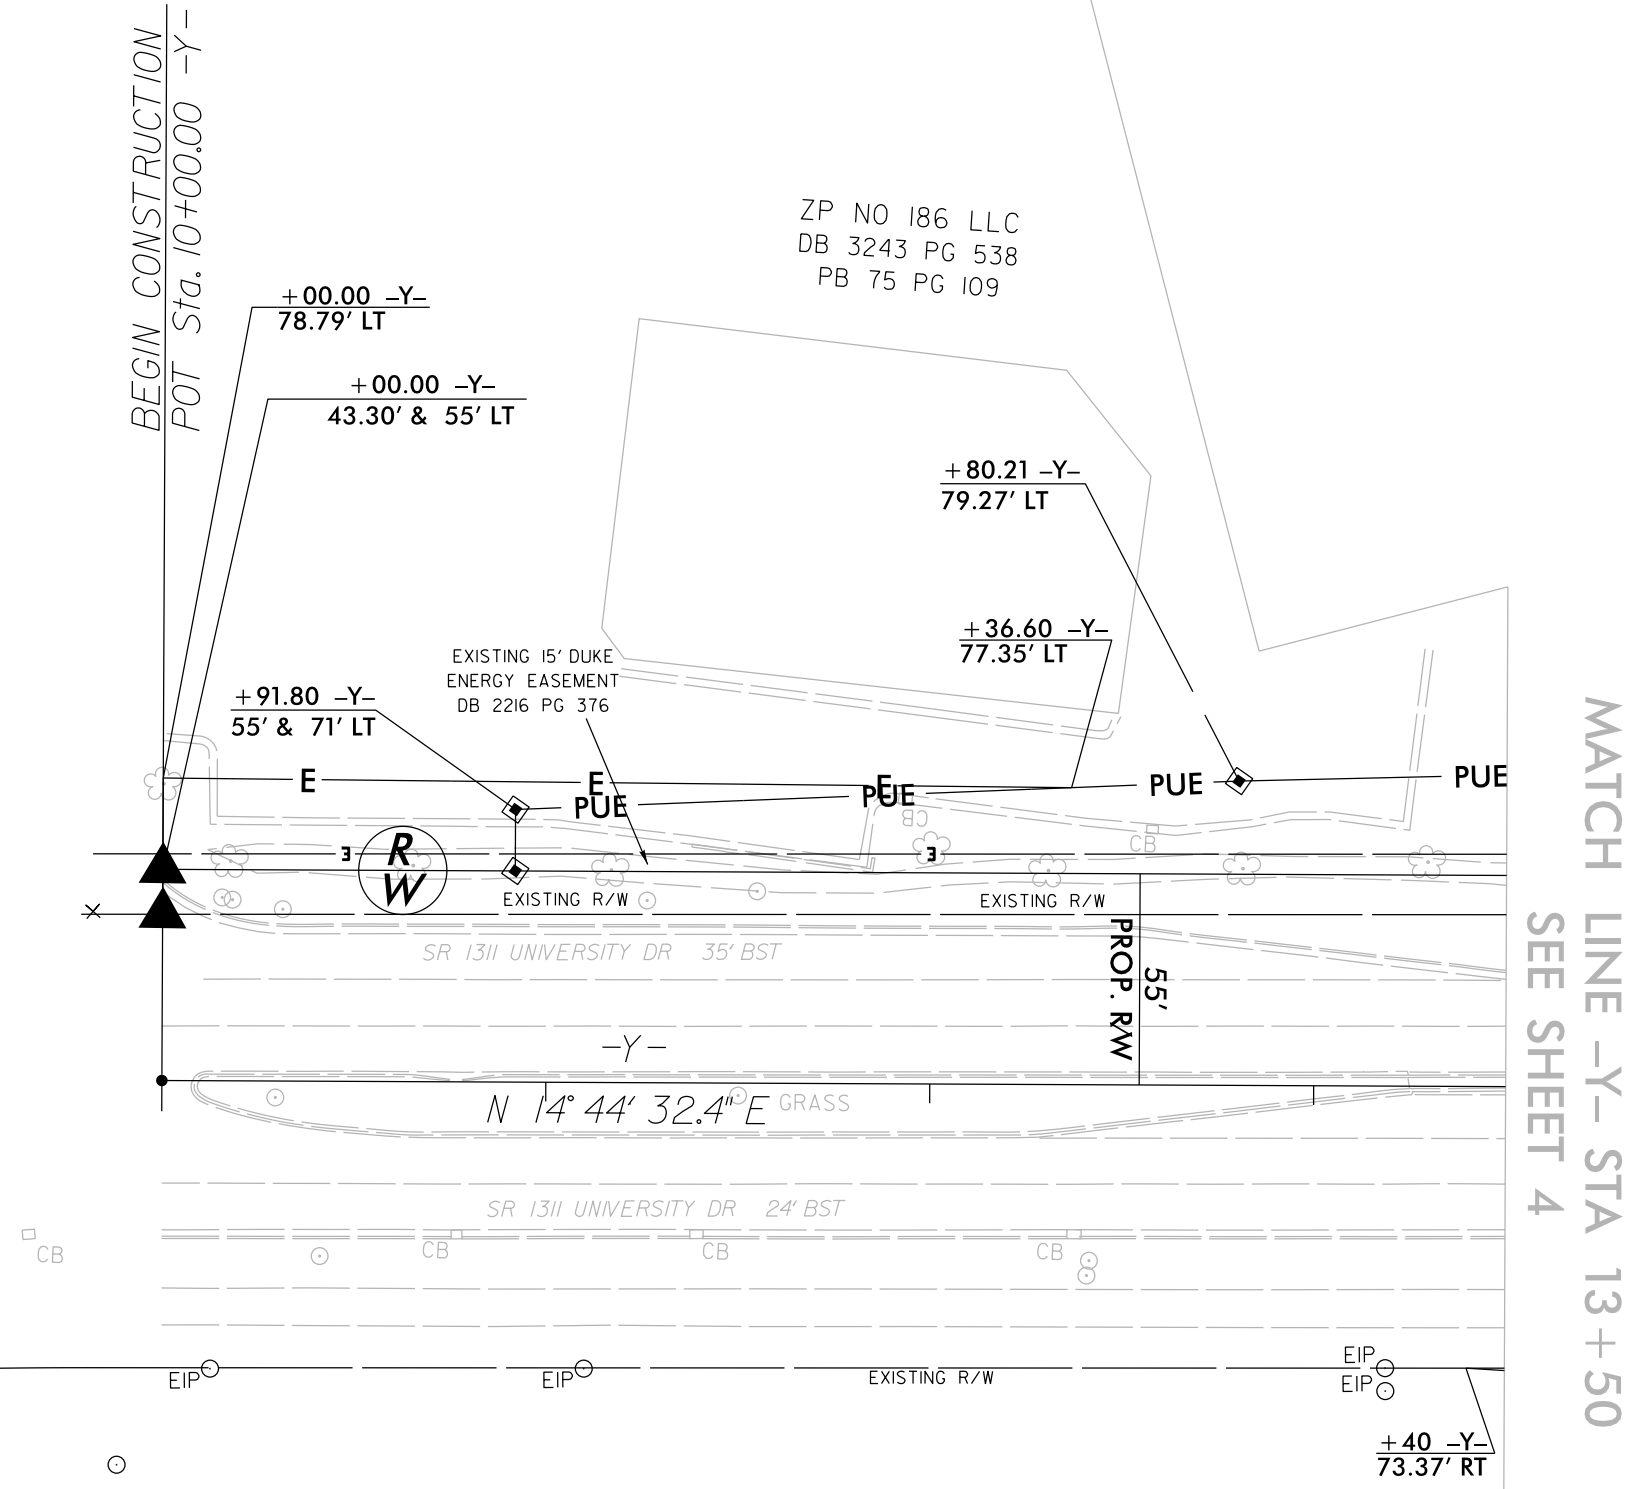 BEGIN CONSTRUCTION
POT Sta. 10+00.00 -Y-
ZP NO 186 LLC
DB 3243 PG 538
PB 75 PG 109
+00.00 -Y-
78.79' LT
+00.00 -Y-
43.30' & 55' LT
+80.21 -Y-
79.27' LT
+36.60 -Y-
77.35' LT
EXISTING 15' DUKE
ENERGY EASEMENT
DB 2216 PG 376
+91.80 -Y-
55' & 71' LT
E
E
E
PUE
PUE
PUE
PUE
CB
CB
E
E
R
W
EXISTING R/W
EXISTING R/W
SR 1311 UNIVERSITY DR 35' BST
PROP. R/W
55'
-Y-
N 14° 44' 32.4" E
GRASS
SR 1311 UNIVERSITY DR 24' BST
CB
CB
CB
CB
EIP
EIP
EXISTING R/W
EIP
EIP
+40 -Y-
73.37' RT
MATCH LINE -Y- STA 13+50
SEE SHEET 4